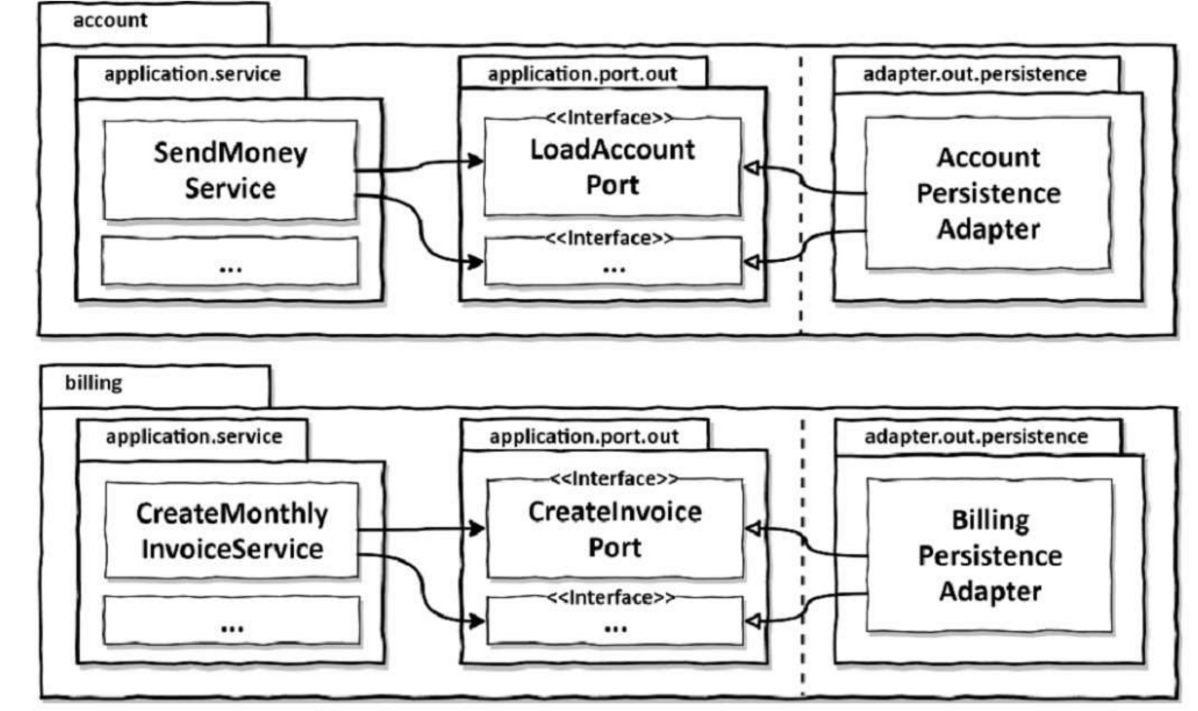 account
application.service
application.port.out
adapter.out.persistence
SendMoney
Service
...
<<Interface>>
LoadAccount
Port
<<Interface>>
...
Account
Persistence
Adapter
billing
application.service
application.port.out
adapter.out.persistence
CreateMonthly
InvoiceService
...
<<Interface>>
CreateInvoice
Port
<<Interface>>
...
Billing
Persistence
Adapter